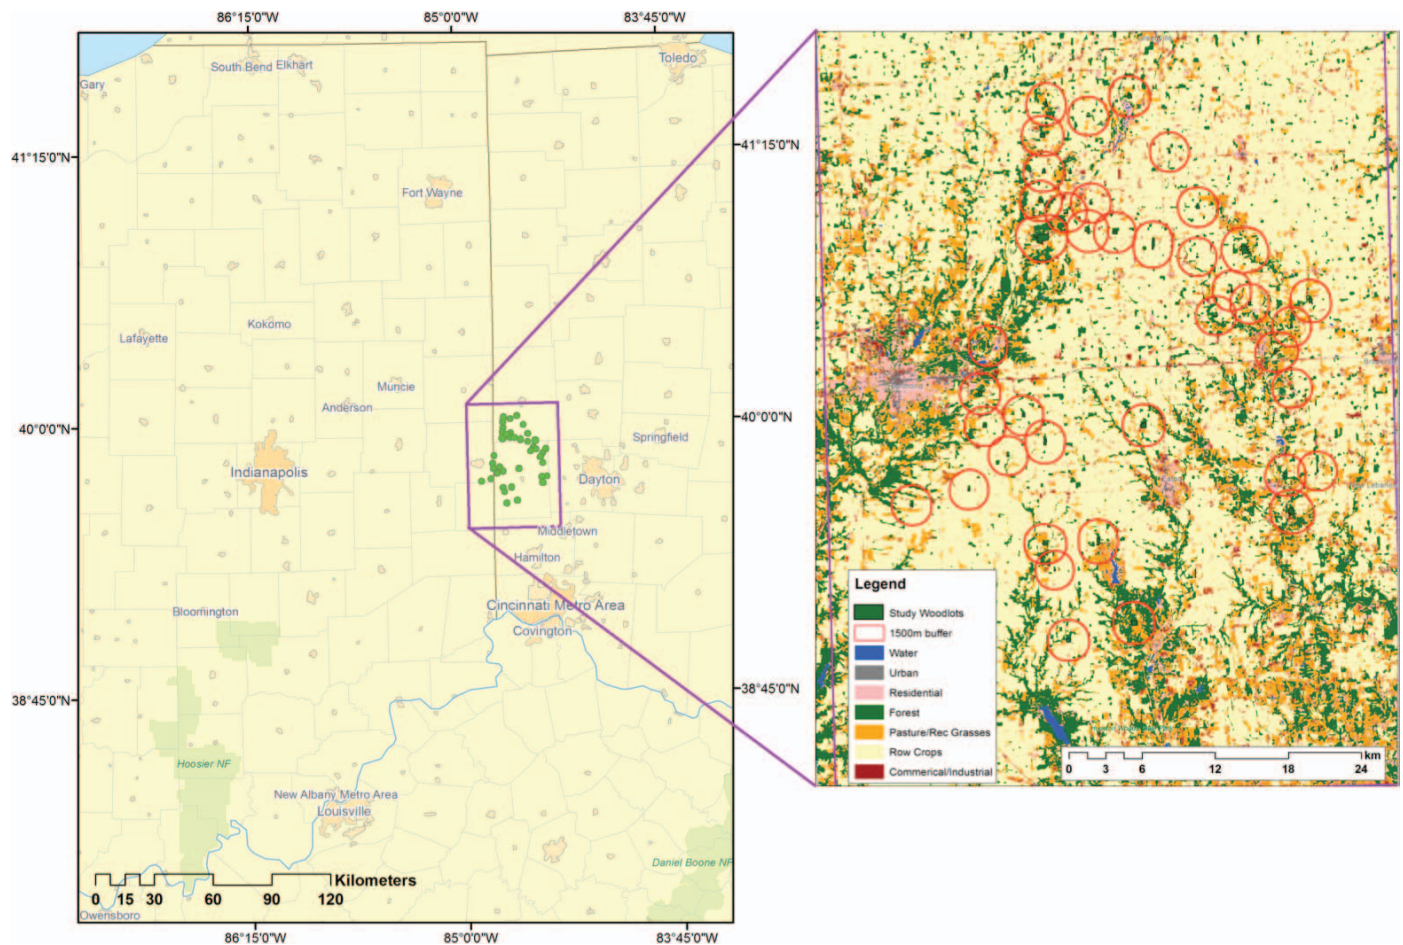 86°15'0"W 85°0'0"W 83°45'0"W
South Bend Elkhart
Toledo
Gary
41°15'0"N
41°15'0"N
Fort Wayne
Kokomo
Lafayette
Muncie
Anderson
40°0'0"N
40°0'0"N
Springfield
Indianapolis
Dayton
Middletown
Hamilton
Cincinnati Metro Area
Bloomington
Covington
38°45'0"N
38°45'0"N
Hoosier NF
New Albany Metro Area
Louisville
Daniel Boone NF
Kilometers
0 15 30 60 90 120
Owensboro
86°15'0"W 85°0'0"W 83°45'0"W
Legend
Study Woodlots
1500m buffer
Water
Urban
Residential
Forest
Pasture/Rec Grasses
Row Crops
Commerical/Industrial
km
0 3 6 12 18 24